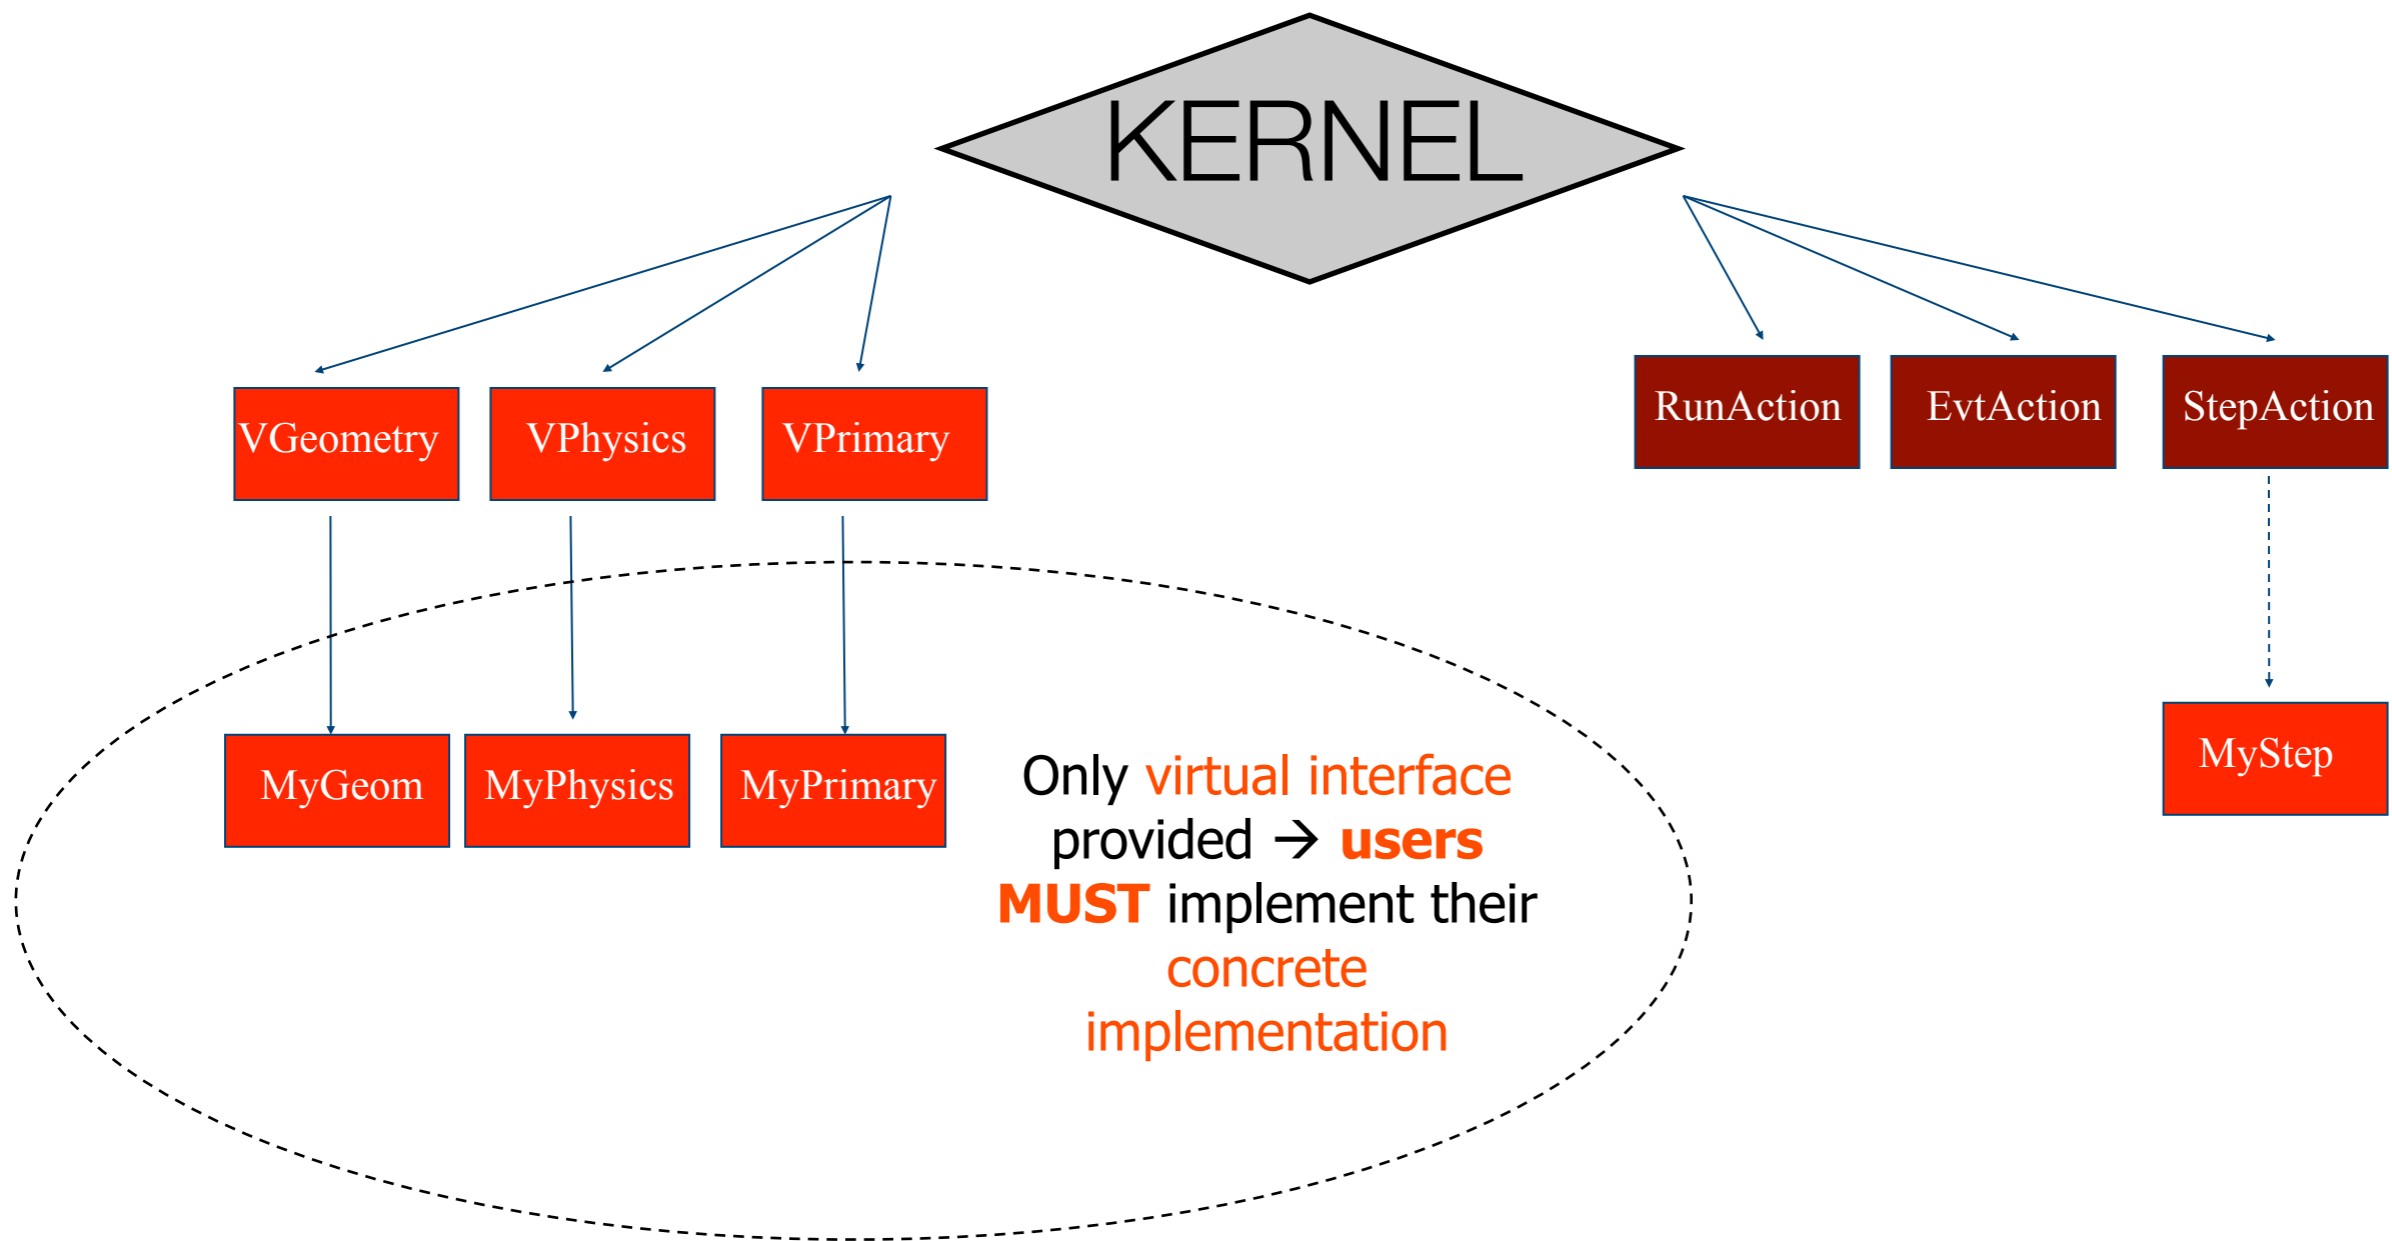 KERNEL
VGeometry
VPhysics
VPrimary
RunAction
EvtAction
StepAction
MyGeom
MyPhysics
MyPrimary
MyStep
Only virtual interface
provided → users
MUST implement their
concrete
implementation